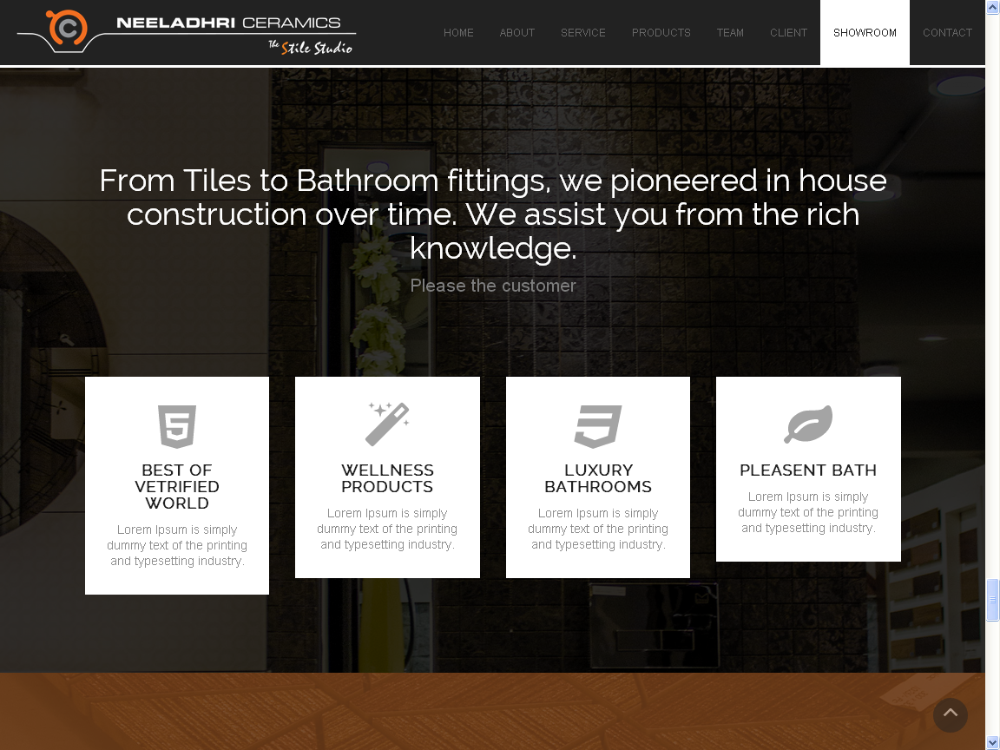 NEELADHRI CERAMICS
The Stile Studio
HOME ABOUT SERVICE PRODUCTS TEAM CLIENT SHOWROOM CONTACT
From Tiles to Bathroom fittings, we pioneered in house
construction over time. We assist you from the rich
knowledge.
Please the customer
BEST OF
VETRIFIED
WORLD
Lorem Ipsum is simply
dummy text of the printing
and typesetting industry.
WELLNESS
PRODUCTS
Lorem Ipsum is simply
dummy text of the printing
and typesetting industry.
LUXURY
BATHROOMS
Lorem Ipsum is simply
dummy text of the printing
and typesetting industry.
PLEASENT BATH
Lorem Ipsum is simply
dummy text of the printing
and typesetting industry.